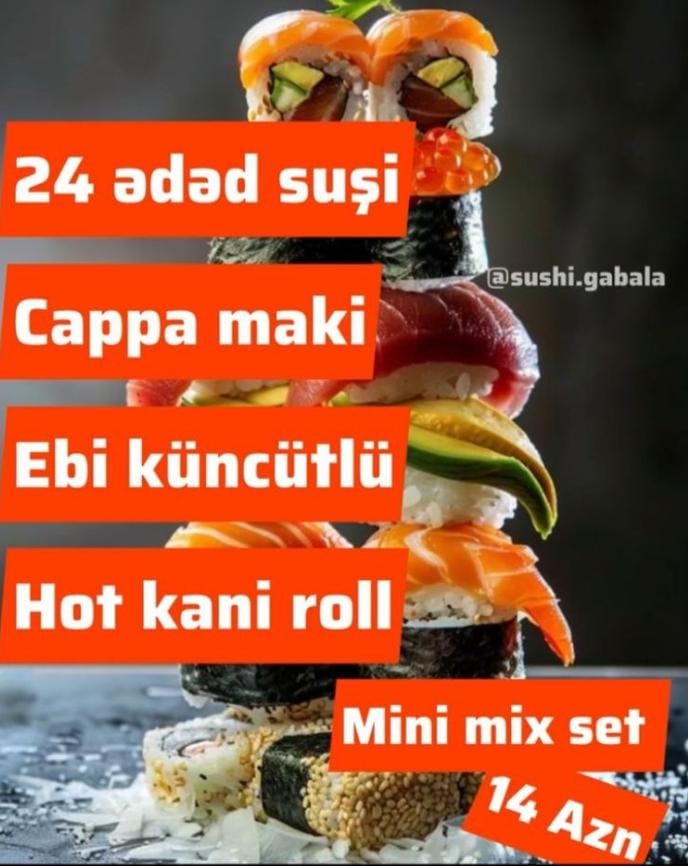 24 ədəd suşi
@sushi.gabala
Cappa maki
Ebi küncütlü
Hot kani roll
Mini mix set
14 Azn